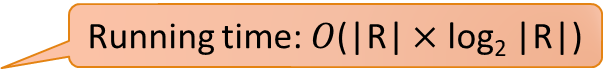 Running time: O(|R| × log₂ |R|)